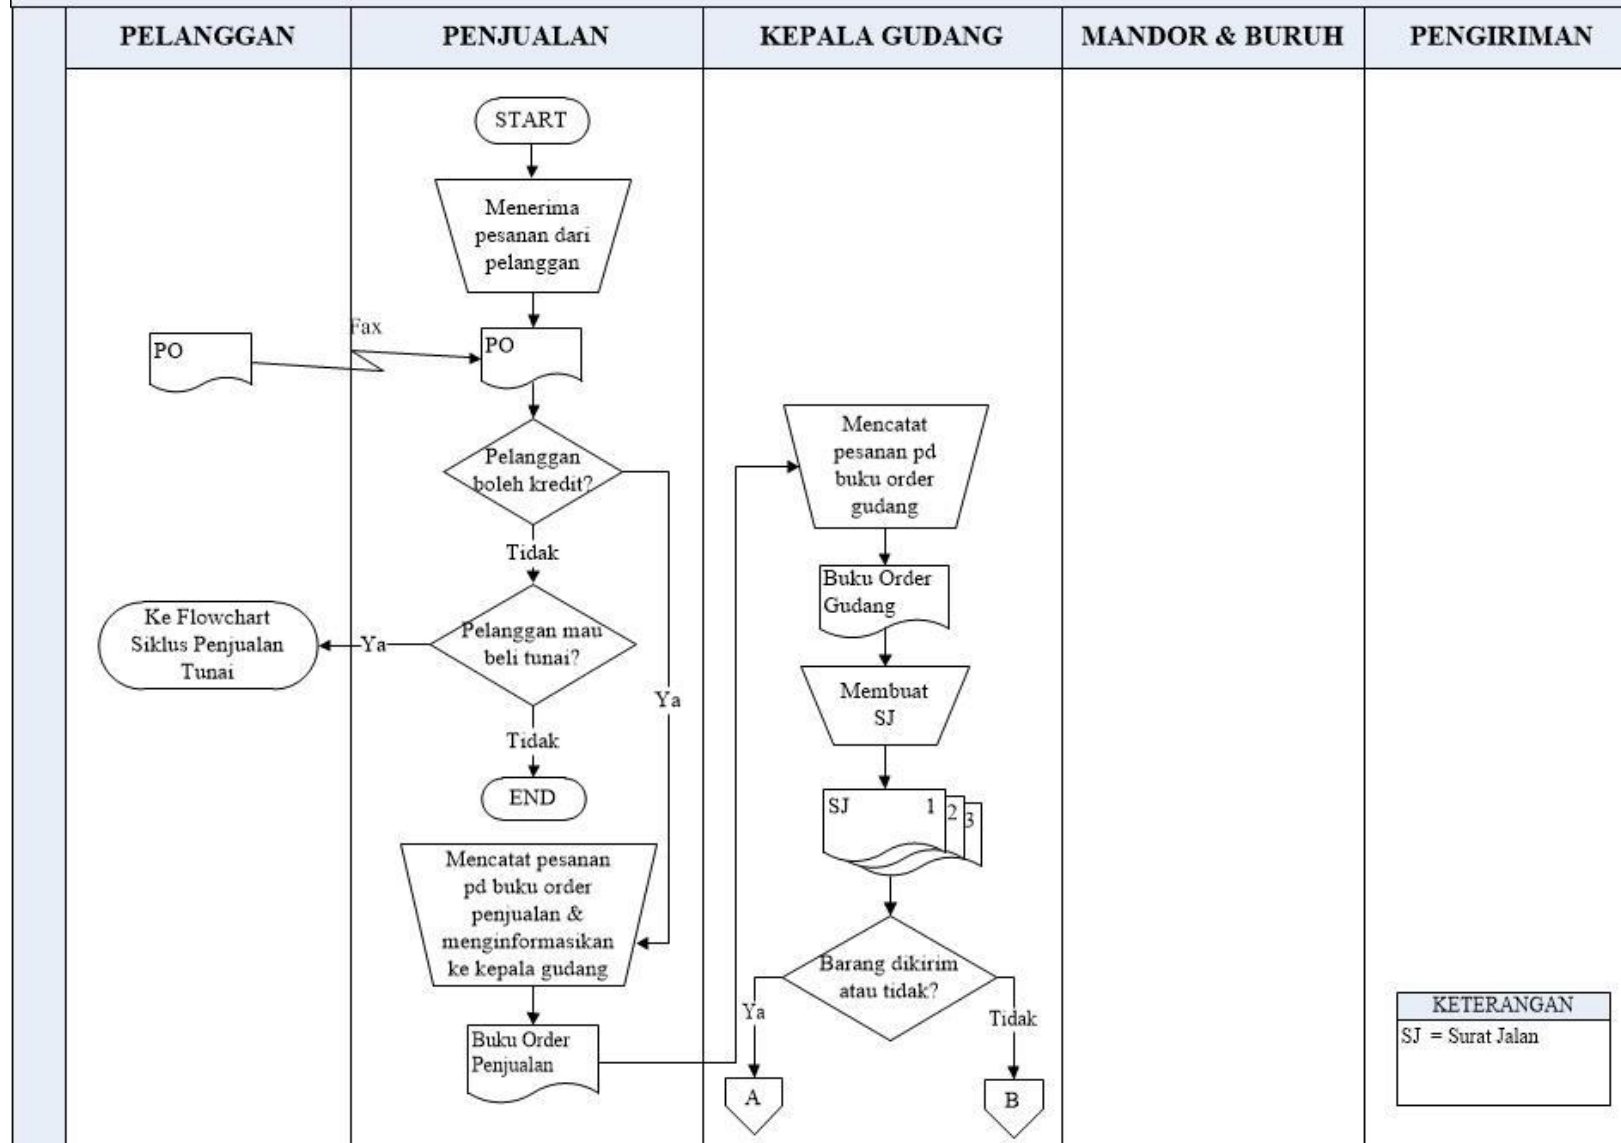 PELANGGAN
PENJUALAN
KEPALA GUDANG
MANDOR & BURUH
PENGIRIMAN
START
Menerima
pesanan dari
pelanggan
Fax
PO
PO
Pelanggan
boleh kredit?
Tidak
Pelanggan mau
beli tunai?
Ya
Ke Flowchart
Siklus Penjualan
Tunai
Ya
Tidak
END
Mencatat pesanan
pd buku order
penjualan &
menginformasikan
ke kepala gudang
Buku Order
Penjualan
Mencatat
pesanan pd
buku order
gudang
Buku Order
Gudang
Membuat
SJ
SJ 1 2 3
Barang dikirim
atau tidak?
Ya
Tidak
A
B
KETERANGAN
SJ = Surat Jalan